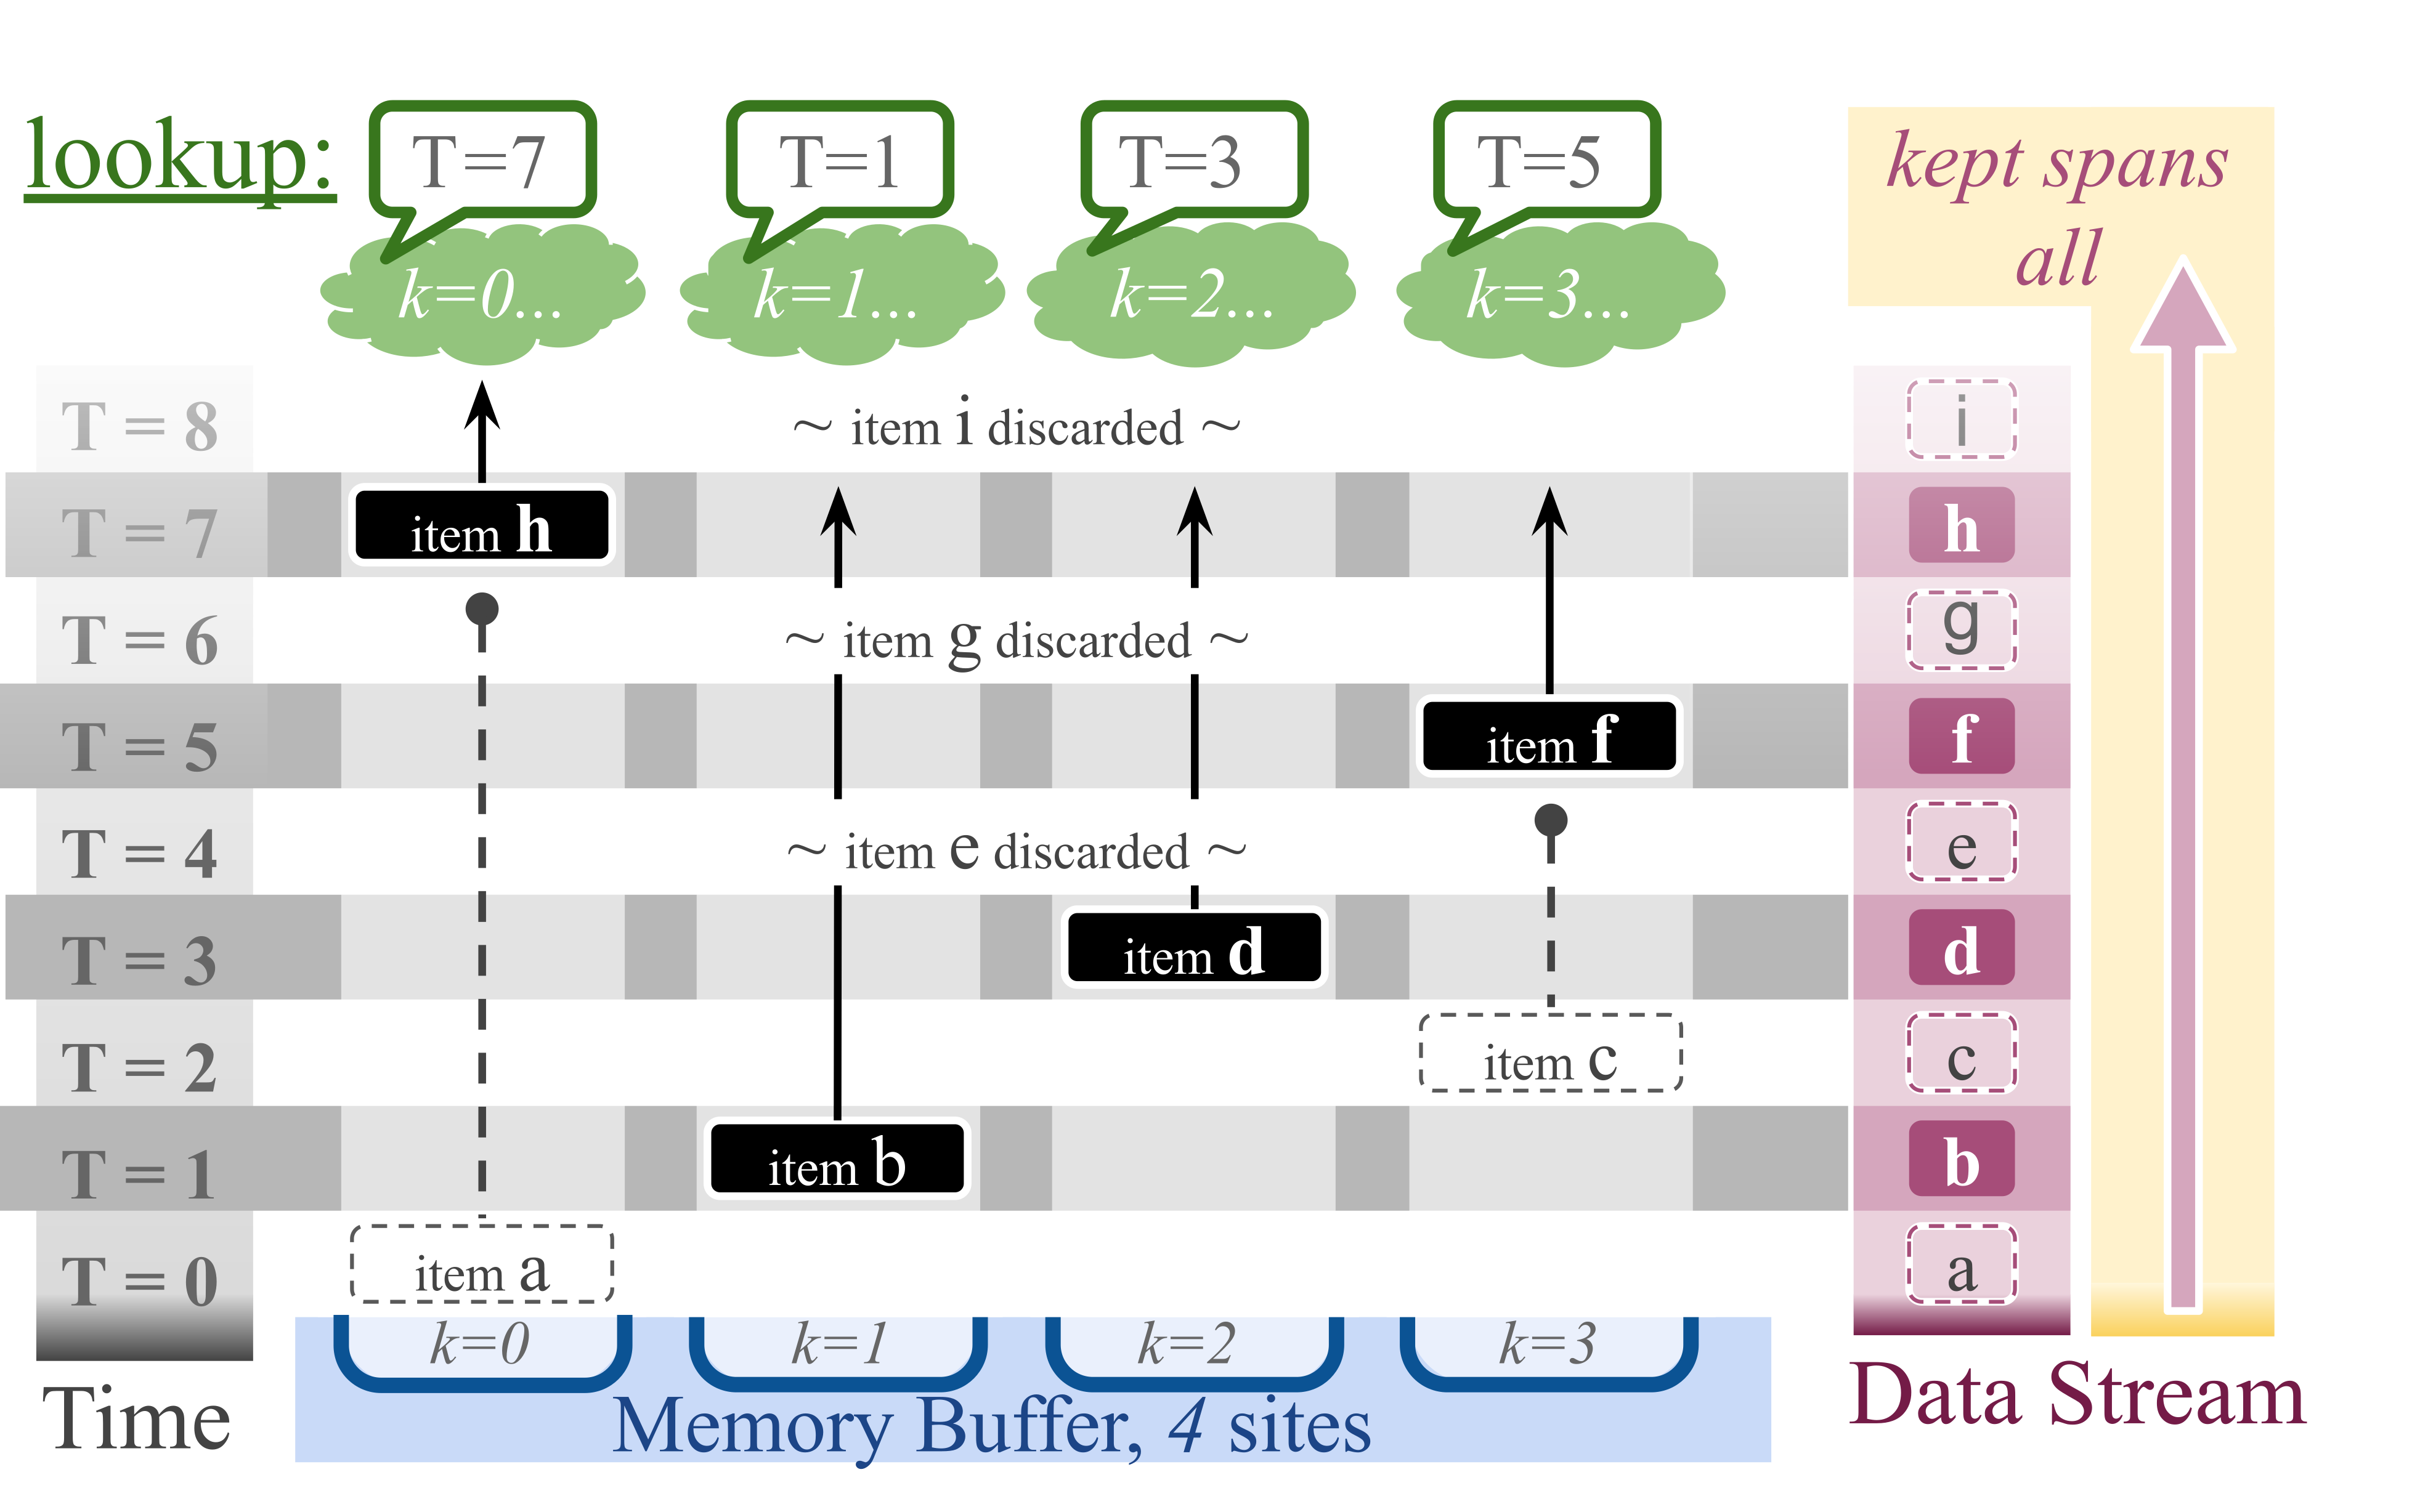 lookup:
T=7
T=1
T=3
T=5
kept spans
all
k=0...
k=1...
k=2...
k=3...
T = 8
~ item i discarded ~
i
T = 7
item h
h
T = 6
~ item g discarded ~
g
T = 5
item f
f
T = 4
~ item e discarded ~
e
T = 3
item d
d
T = 2
item c
c
T = 1
item b
b
T = 0
item a
a
k=0
k=1
k=2
k=3
Time
Memory Buffer, 4 sites
Data Stream